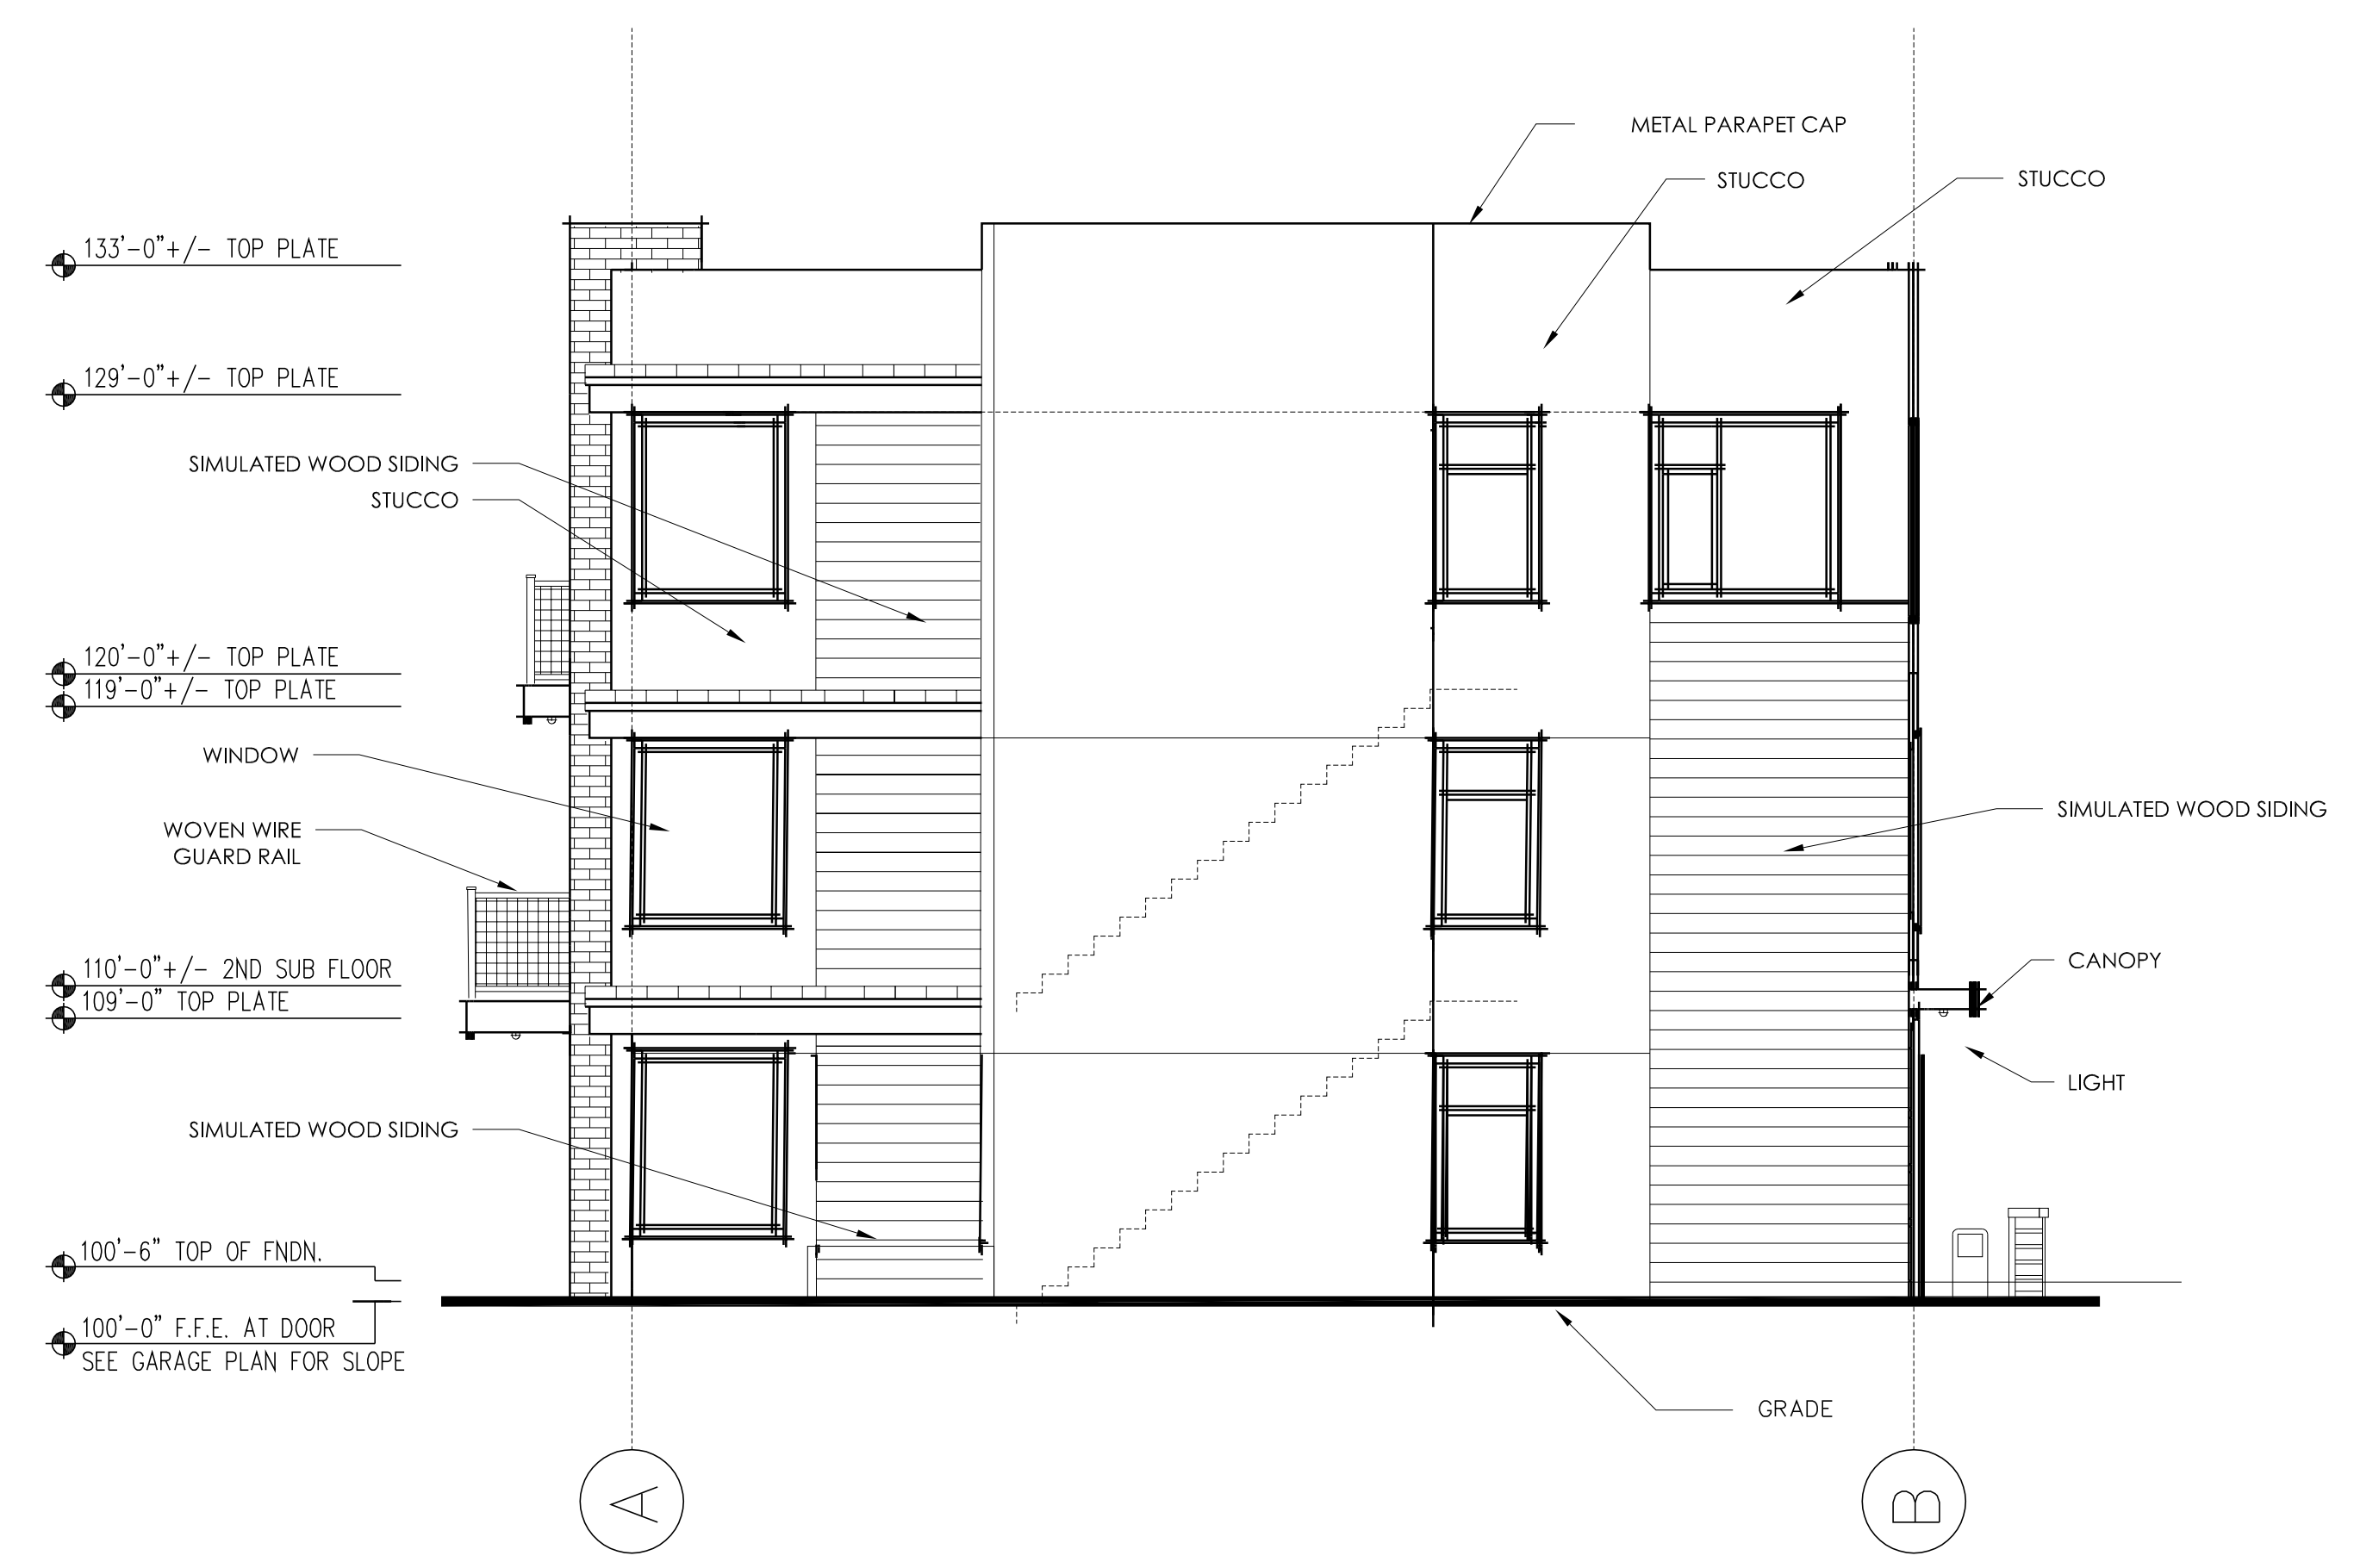 METAL PARAPET CAP
STUCCO
STUCCO
133'-0"+/- TOP PLATE
129'-0"+/- TOP PLATE
SIMULATED WOOD SIDING
STUCCO
120'-0"+/- TOP PLATE
119'-0"+/- TOP PLATE
WINDOW
WOVEN WIRE
GUARD RAIL
SIMULATED WOOD SIDING
110'-0"+/- 2ND SUB FLOOR
109'-0" TOP PLATE
CANOPY
LIGHT
SIMULATED WOOD SIDING
100'-6" TOP OF FNDN.
100'-0" F.F.E. AT DOOR
SEE GARAGE PLAN FOR SLOPE
GRADE
A
B